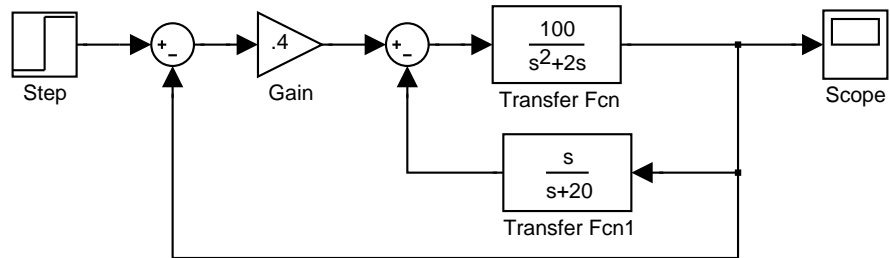 Step
+
−
.4
Gain
+
−
100
s²+2s
Transfer Fcn
s
s+20
Transfer Fcn1
Scope